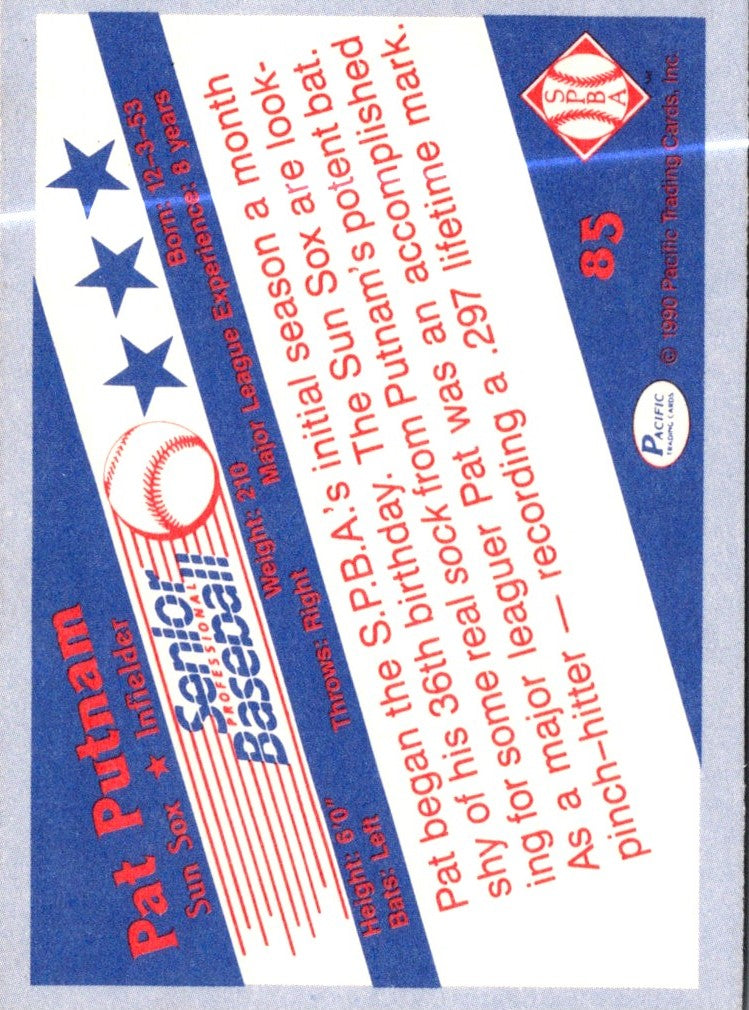 Pat Putnam
Sun Sox ★ Infielder
Senior
PROFESSIONAL
Baseball
Height: 6'0" Weight: 210 Born: 12-3-53
Bats: Left Throws: Right Major League Experience: 8 years
Pat began the S.P.B.A.'s initial season a month
shy of his 36th birthday. The Sun Sox are look-
ing for some real sock from Putnam's potent bat.
As a major leaguer Pat was an accomplished
pinch-hitter — recording a .297 lifetime mark.
PACIFIC
TRADING CARDS
© 1990 Pacific Trading Cards, Inc.
85
SPBA
TM